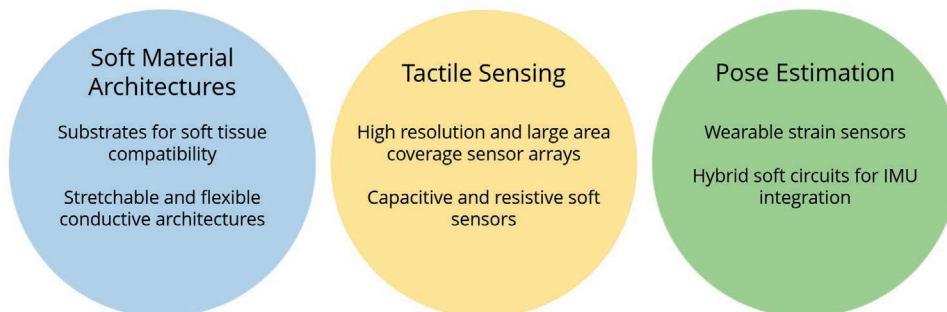 Soft Material
Architectures
Substrates for soft tissue
compatibility
Stretchable and flexible
conductive architectures
Tactile Sensing
High resolution and large area
coverage sensor arrays
Capacitive and resistive soft
sensors
Pose Estimation
Wearable strain sensors
Hybrid soft circuits for IMU
integration